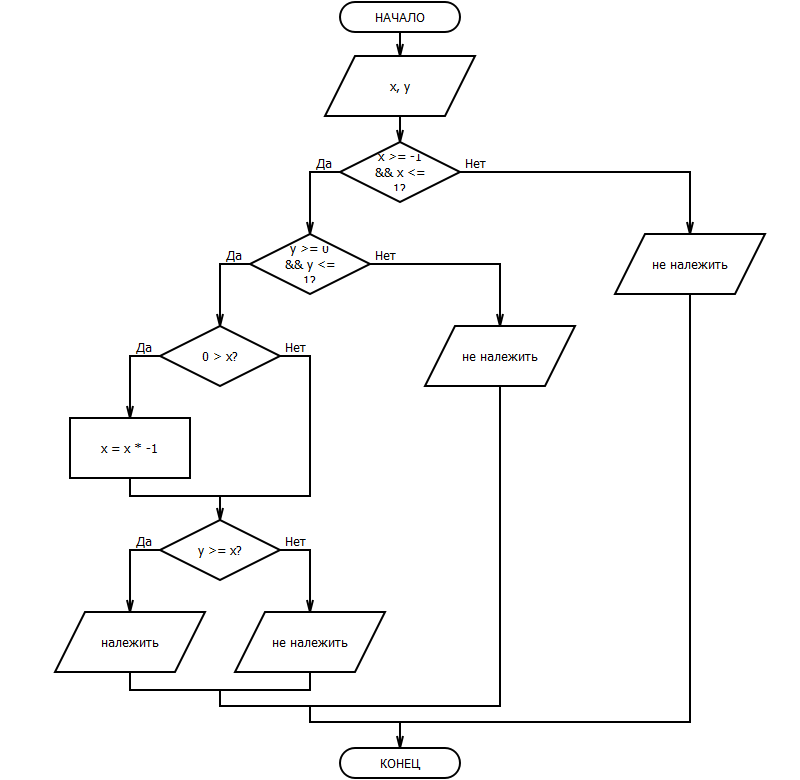 НАЧАЛО
x, y
x >= -1
&& x <=
1?
Да
Нет
y >= 0
&& y <=
1?
Да
Нет
не належить
0 > x?
Да
Нет
не належить
x = x * -1
y >= x?
Да
Нет
належить
не належить
КОНЕЦ